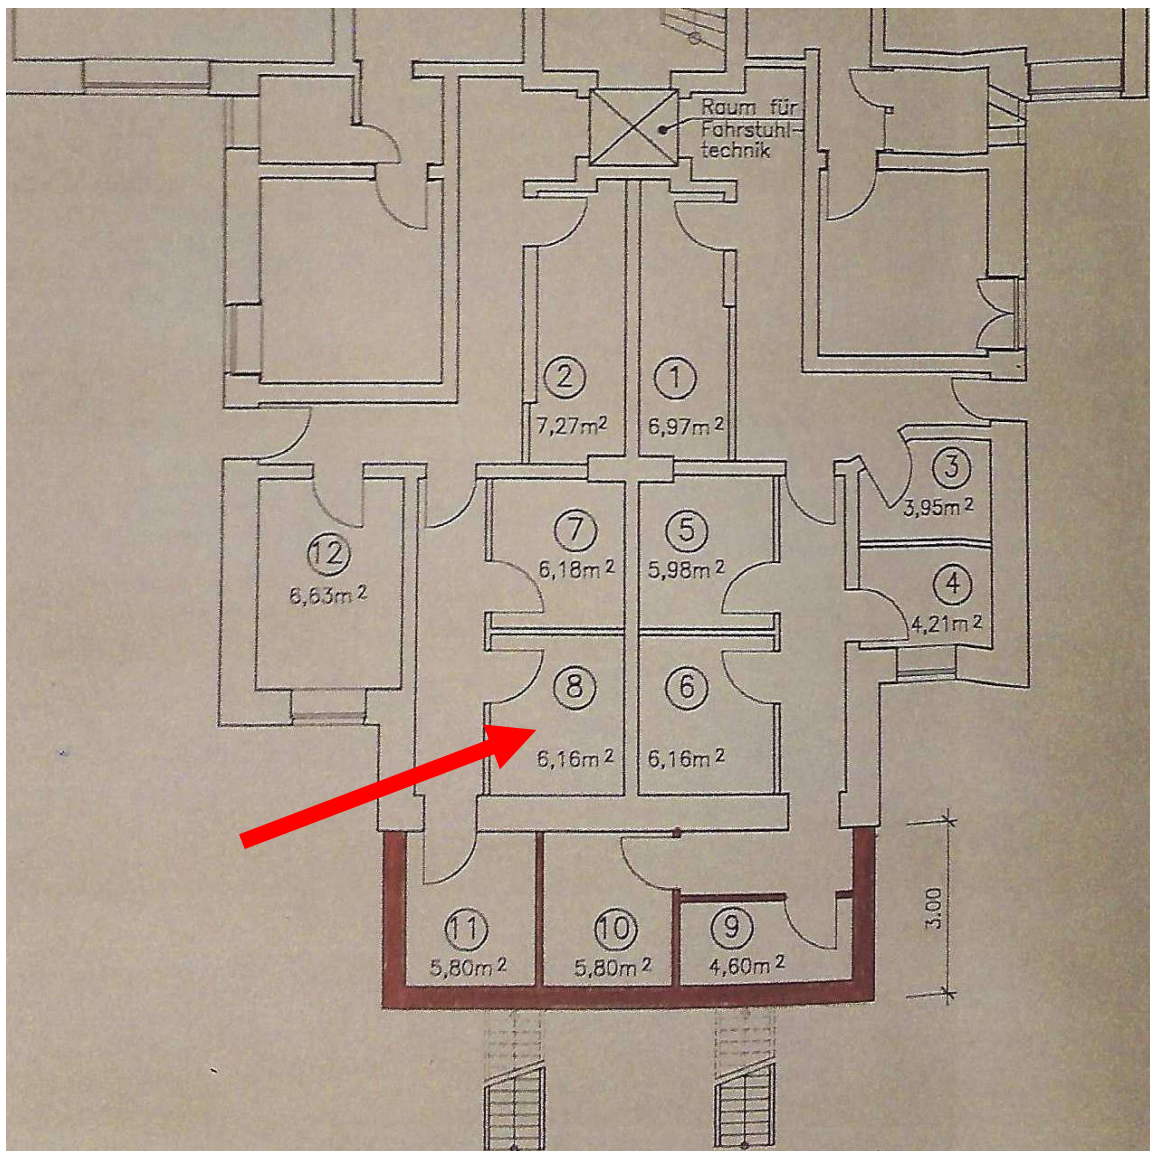 Raum für
Fahrstuhl-
technik
2
7,27m²
1
6,97m²
3
3,95m²
7
6,18m²
5
5,98m²
12
6,63m²
4
4,21m²
8
6,16m²
6
6,16m²
11
5,80m²
10
5,80m²
9
4,60m²
3.00